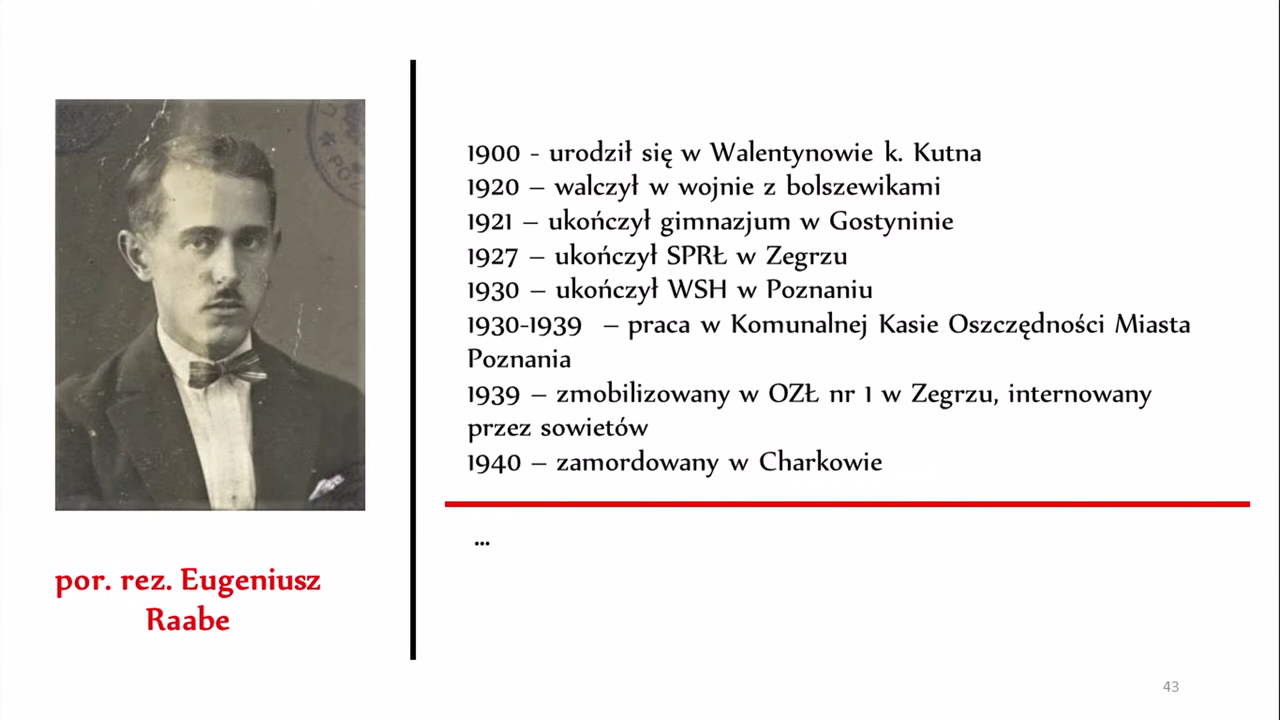 1900 - urodził się w Walentynowie k. Kutna
1920 – walczył w wojnie z bolszewikami
1921 – ukończył gimnazjum w Gostyninie
1927 – ukończył SPRŁ w Zegrzu
1930 – ukończył WSH w Poznaniu
1930-1939 – praca w Komunalnej Kasie Oszczędności Miasta
Poznania
1939 – zmobilizowany w OZŁ nr 1 w Zegrzu, internowany
przez sowietów
1940 – zamordowany w Charkowie
...
por. rez. Eugeniusz
Raabe
43